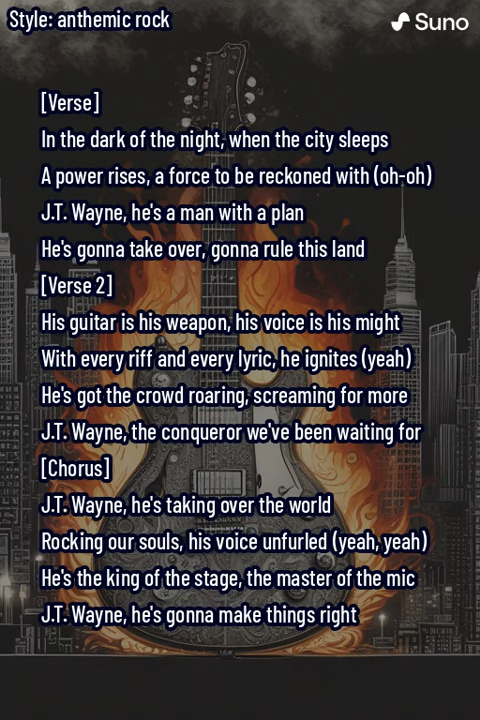 Style: anthemic rock
Suno
[Verse]
In the dark of the night, when the city sleeps
A power rises, a force to be reckoned with (oh-oh)
J.T. Wayne, he's a man with a plan
He's gonna take over, gonna rule this land
[Verse 2]
His guitar is his weapon, his voice is his might
With every riff and every lyric, he ignites (yeah)
He's got the crowd roaring, screaming for more
J.T. Wayne, the conqueror we've been waiting for
[Chorus]
J.T. Wayne, he's taking over the world
Rocking our souls, his voice unfurled (yeah, yeah)
He's the king of the stage, the master of the mic
J.T. Wayne, he's gonna make things right